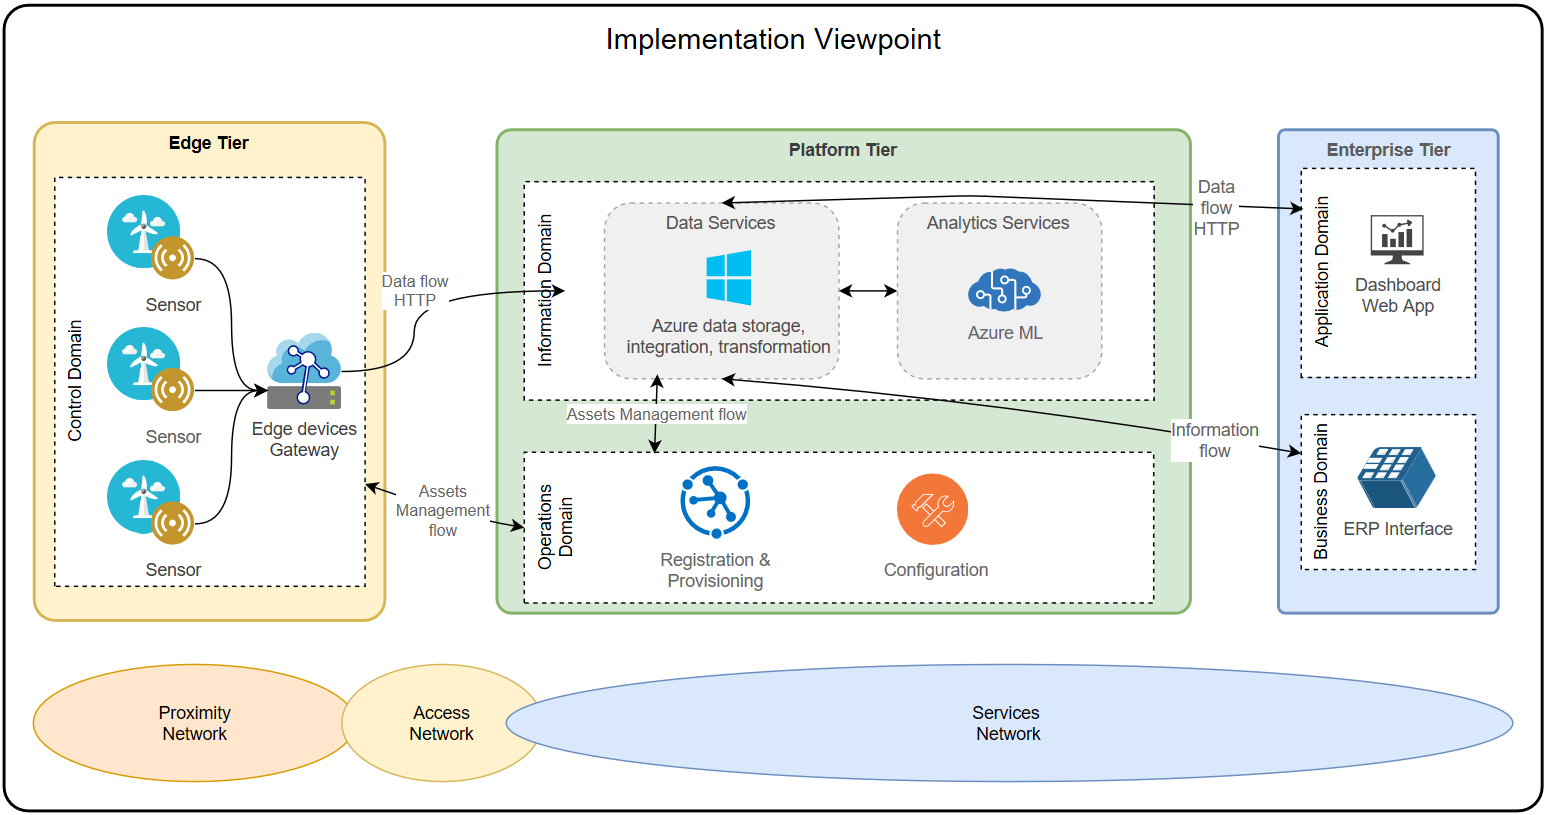 Implementation Viewpoint
Edge Tier
Control Domain
Sensor
Sensor
Sensor
Edge devices
Gateway
Data flow
HTTP
Assets
Management
flow
Platform Tier
Information Domain
Data Services
Azure data storage,
integration, transformation
Analytics Services
Azure ML
Assets Management flow
Operations
Domain
Registration &
Provisioning
Configuration
Data
flow
HTTP
Information
flow
Enterprise Tier
Application Domain
Dashboard
Web App
Business Domain
ERP Interface
Proximity
Network
Access
Network
Services
Network